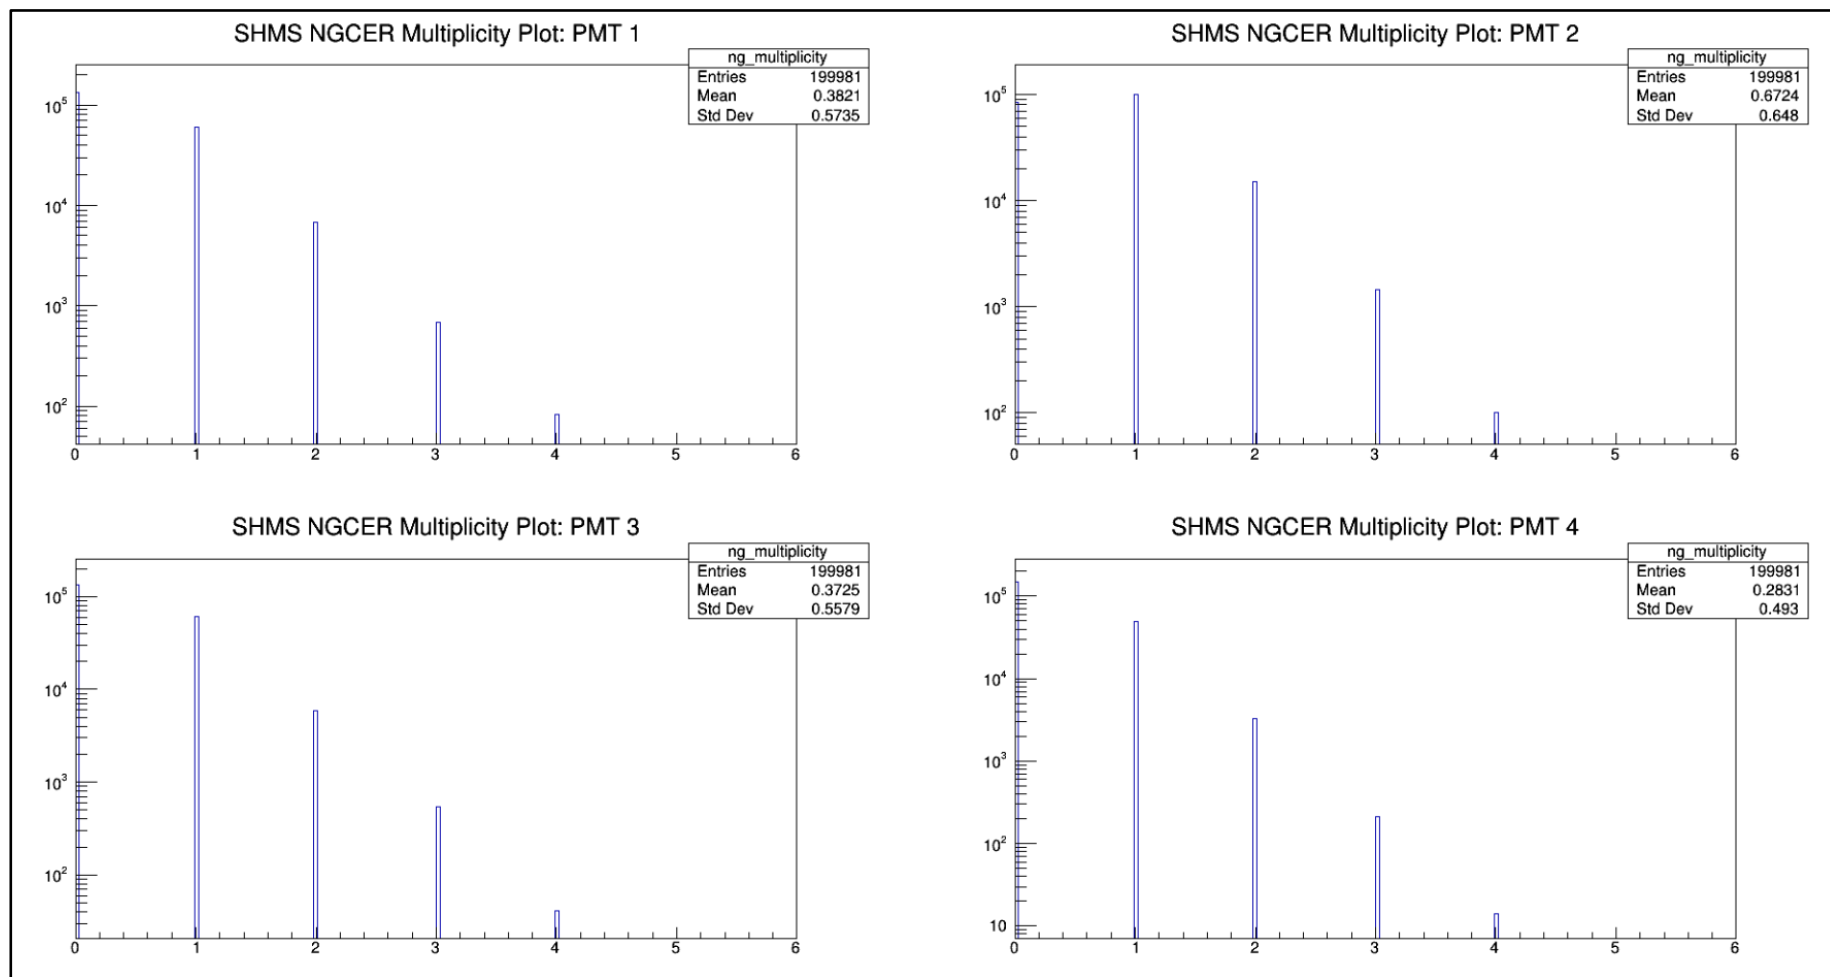 SHMS NGCER Multiplicity Plot: PMT 1
ng_multiplicity
Entries 199981
Mean 0.3821
Std Dev 0.5735
10^5
10^4
10^3
10^2
0 1 2 3 4 5 6
SHMS NGCER Multiplicity Plot: PMT 2
ng_multiplicity
Entries 199981
Mean 0.6724
Std Dev 0.648
10^5
10^4
10^3
10^2
0 1 2 3 4 5 6
SHMS NGCER Multiplicity Plot: PMT 3
ng_multiplicity
Entries 199981
Mean 0.3725
Std Dev 0.5579
10^5
10^4
10^3
10^2
0 1 2 3 4 5 6
SHMS NGCER Multiplicity Plot: PMT 4
ng_multiplicity
Entries 199981
Mean 0.2831
Std Dev 0.493
10^5
10^4
10^3
10^2
10
0 1 2 3 4 5 6